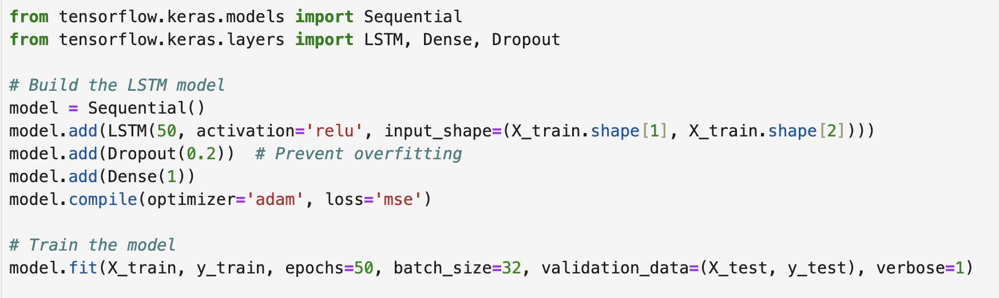 from tensorflow.keras.models import Sequential
from tensorflow.keras.layers import LSTM, Dense, Dropout
# Build the LSTM model
model = Sequential()
model.add(LSTM(50, activation='relu', input_shape=(X_train.shape[1], X_train.shape[2])))
model.add(Dropout(0.2))  # Prevent overfitting
model.add(Dense(1))
model.compile(optimizer='adam', loss='mse')
# Train the model
model.fit(X_train, y_train, epochs=50, batch_size=32, validation_data=(X_test, y_test), verbose=1)